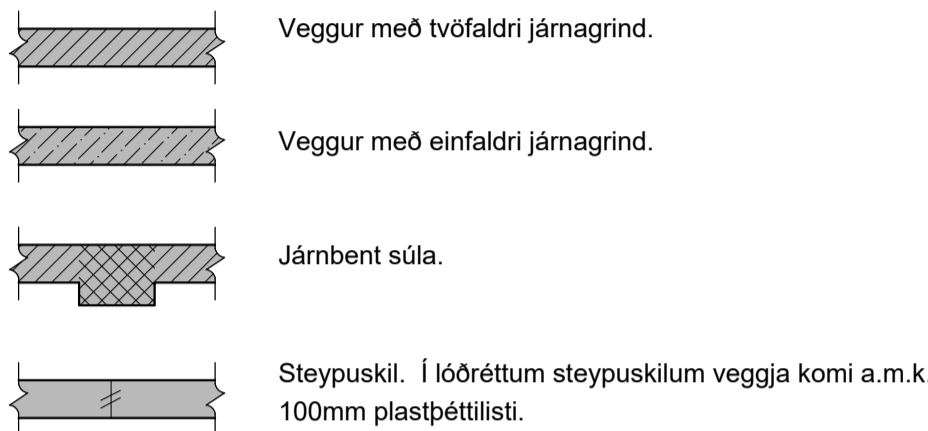 Veggur með tvöfaldri járnagrind.
Veggur með einfaldri járnagrind.
Járnbent súla.
Steypuskil. Í lóðréttum steypuskilum veggja komi a.m.k.
100mm plastþéttilisti.